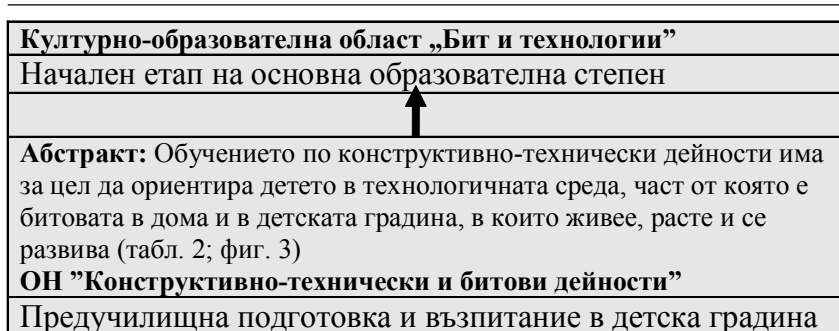 Културно-образователна област „Бит и технологии”
Начален етап на основна образователна степен
Абстракт: Обучението по конструктивно-технически дейности има
за цел да ориентира детето в технологичната среда, част от която е
битовата в дома и в детската градина, в които живее, расте и се
развива (табл. 2; фиг. 3)
ОН ”Конструктивно-технически и битови дейности”
Предучилищна подготовка и възпитание в детска градина